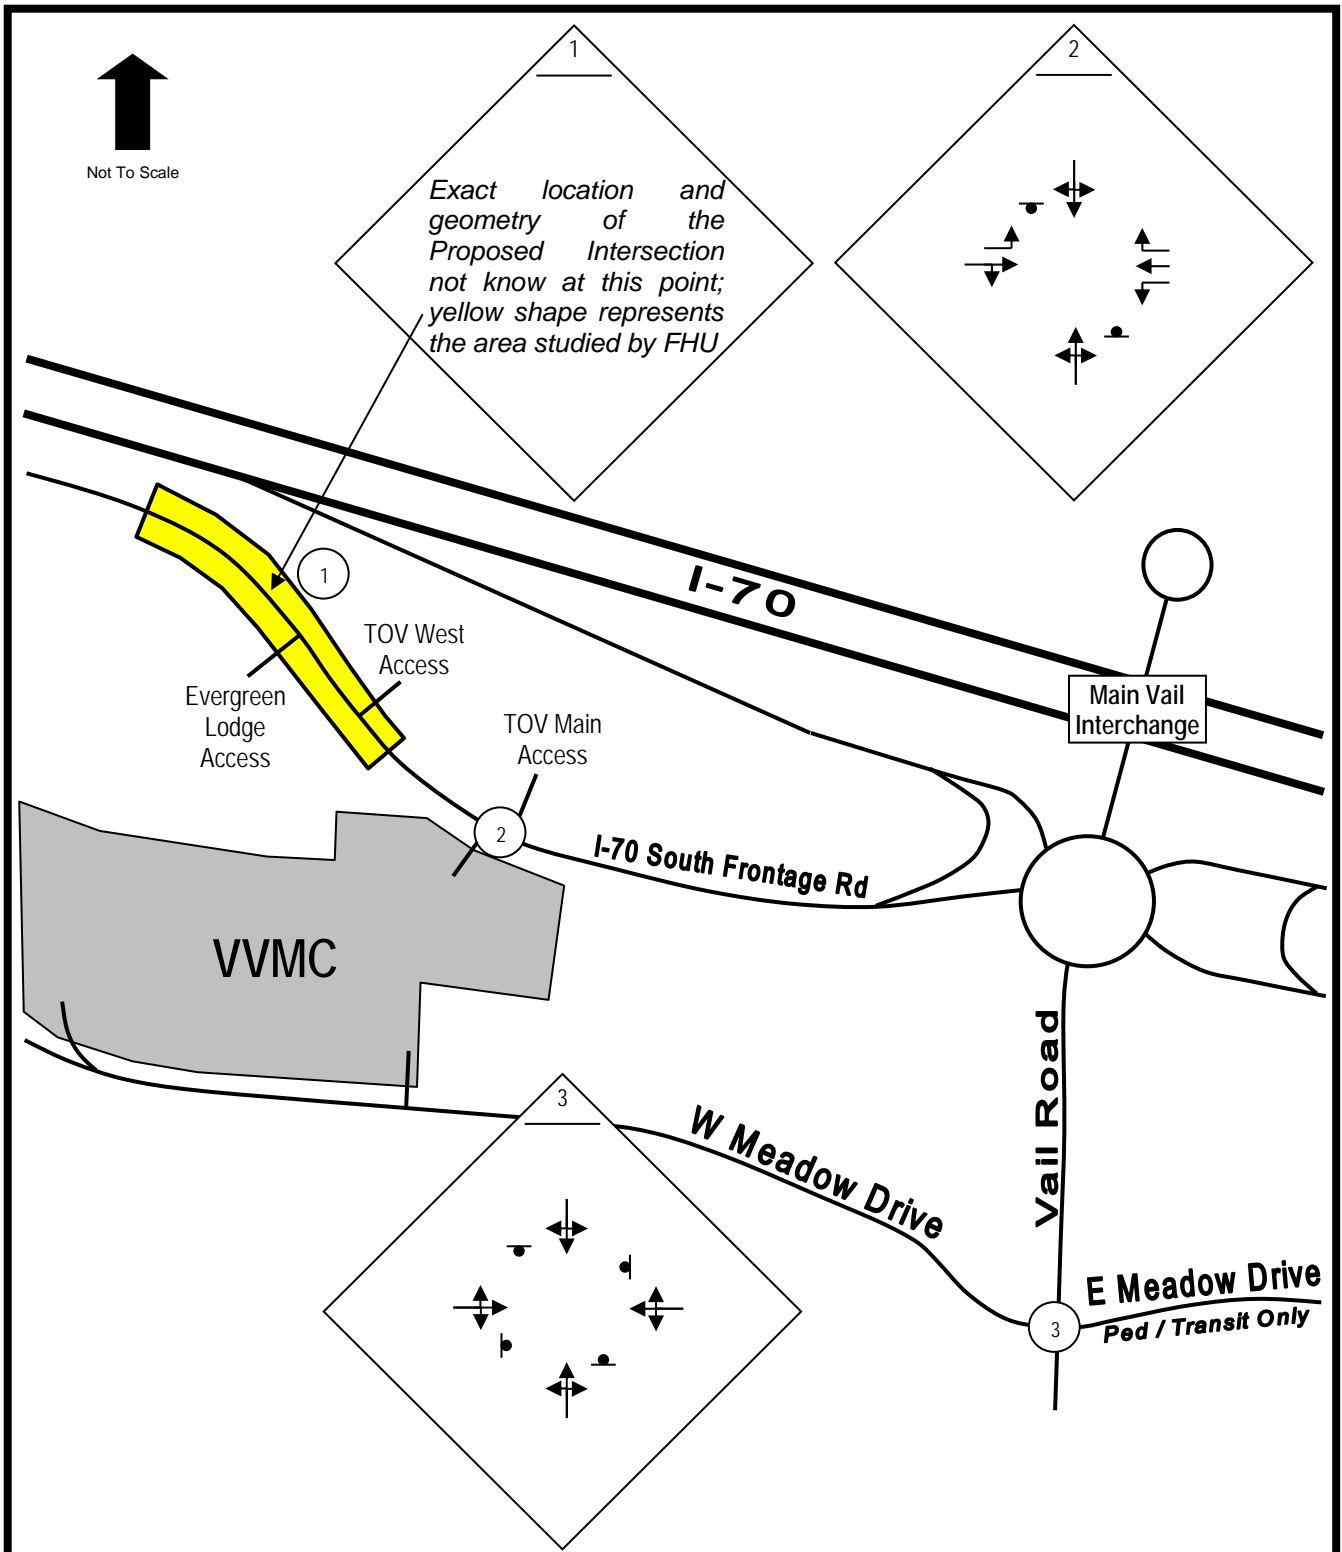 1
2
Not To Scale
Exact location and
geometry of the
Proposed Intersection
not know at this point;
yellow shape represents
the area studied by FHU
I-70
1
TOV West
Access
Evergreen
Lodge
Access
TOV Main
Access
Main Vail
Interchange
2
I-70 South Frontage Rd
VVMC
Vail Road
3
W Meadow Drive
E Meadow Drive
Ped / Transit Only
3